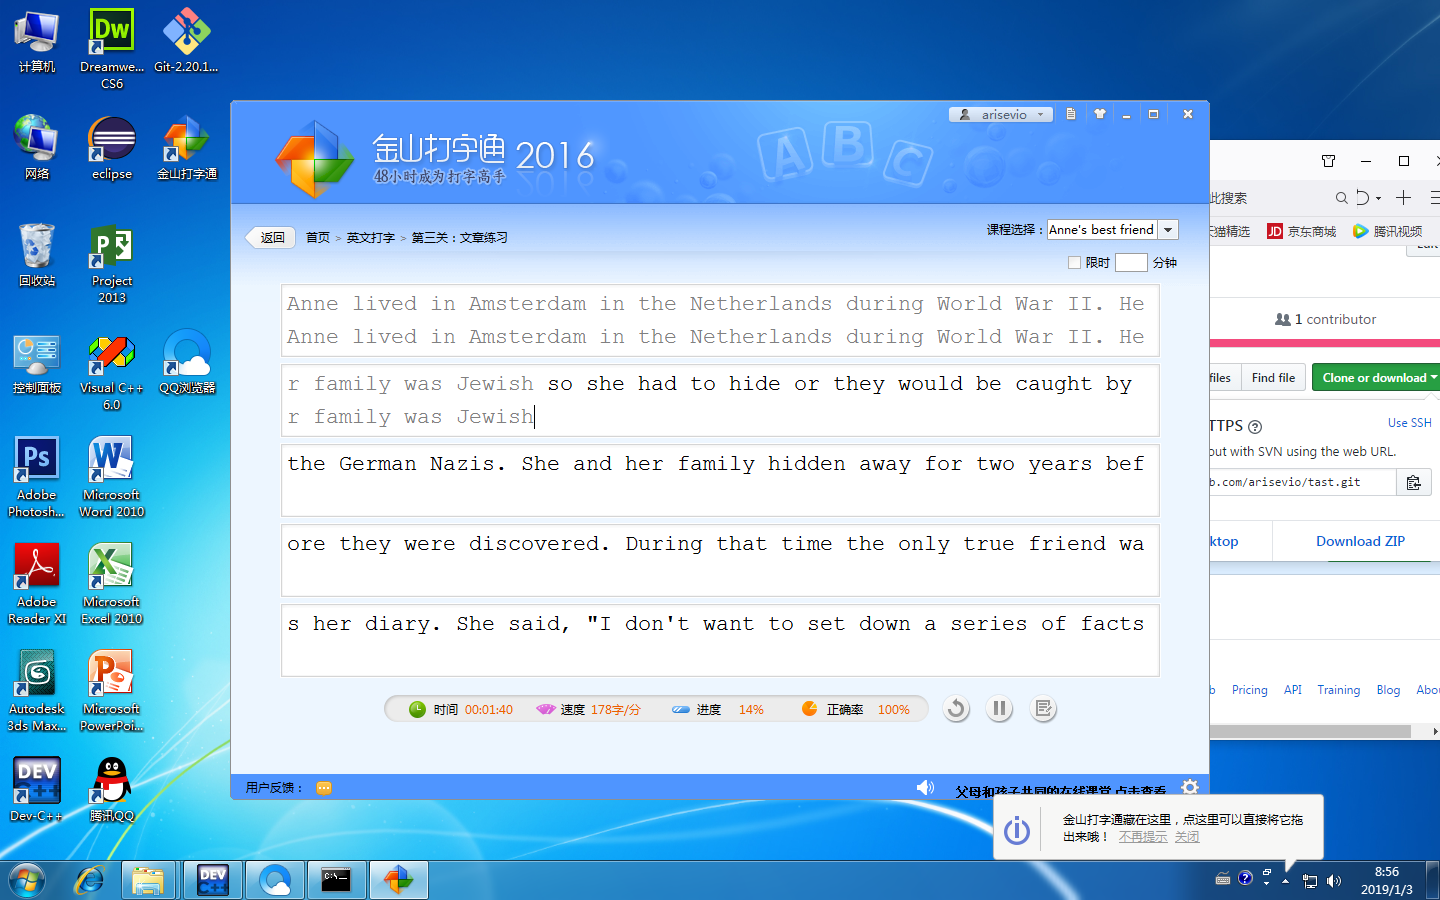 计算机
Dreamwe... CS6
Git-2.20.1...
网络
eclipse
金山打字通
回收站
Project 2013
控制面板
Visual C++ 6.0
QQ浏览器
Adobe Photosh...
Microsoft Word 2010
Adobe Reader XI
Microsoft Excel 2010
Autodesk 3ds Max...
Microsoft PowerPoi...
Dev-C++
腾讯QQ
arisevio
金山打字通 2016
48小时成为打字高手
A B C
返回
首页 > 英文打字 > 第三关：文章练习
课程选择： Anne's best friend
限时 分钟
Anne lived in Amsterdam in the Netherlands during World War II. He
Anne lived in Amsterdam in the Netherlands during World War II. He
r family was Jewish so she had to hide or they would be caught by
r family was Jewish
the German Nazis. She and her family hidden away for two years bef
ore they were discovered. During that time the only true friend wa
s her diary. She said, "I don't want to set down a series of facts
时间 00:01:40 速度 178字/分 进度 14% 正确率 100%
用户反馈：
父母和孩子共同的在线课堂 点击查看
此搜索
天猫精选 JD 京东商城 腾讯视频
Edit
1 contributor
files Find file Clone or download
TTPS Use SSH
out with SVN using the web URL.
b.com/arisevio/tast.git
ktop Download ZIP
b Pricing API Training Blog Abou
金山打字通藏在这里，点这里可以直接将它拖
出来哦！ 不再提示 关闭
8:56
2019/1/3